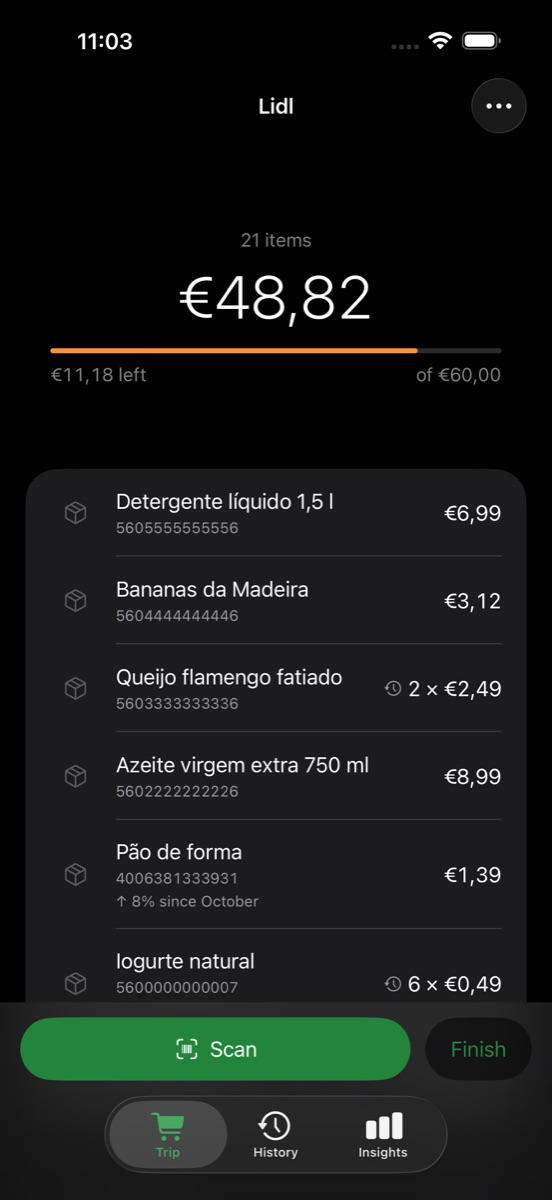 11:03
Lidl
21 items
€48,82
€11,18 left
of €60,00
Detergente líquido 1,5 l
€6,99
5605555555556
Bananas da Madeira
€3,12
5604444444446
Queijo flamengo fatiado
2 × €2,49
5603333333336
Azeite virgem extra 750 ml
€8,99
5602222222226
Pão de forma
4006381333931
€1,39
↑ 8% since October
Iogurte natural
6 × €0,49
5600000000007
Scan
Finish
Trip
History
Insights